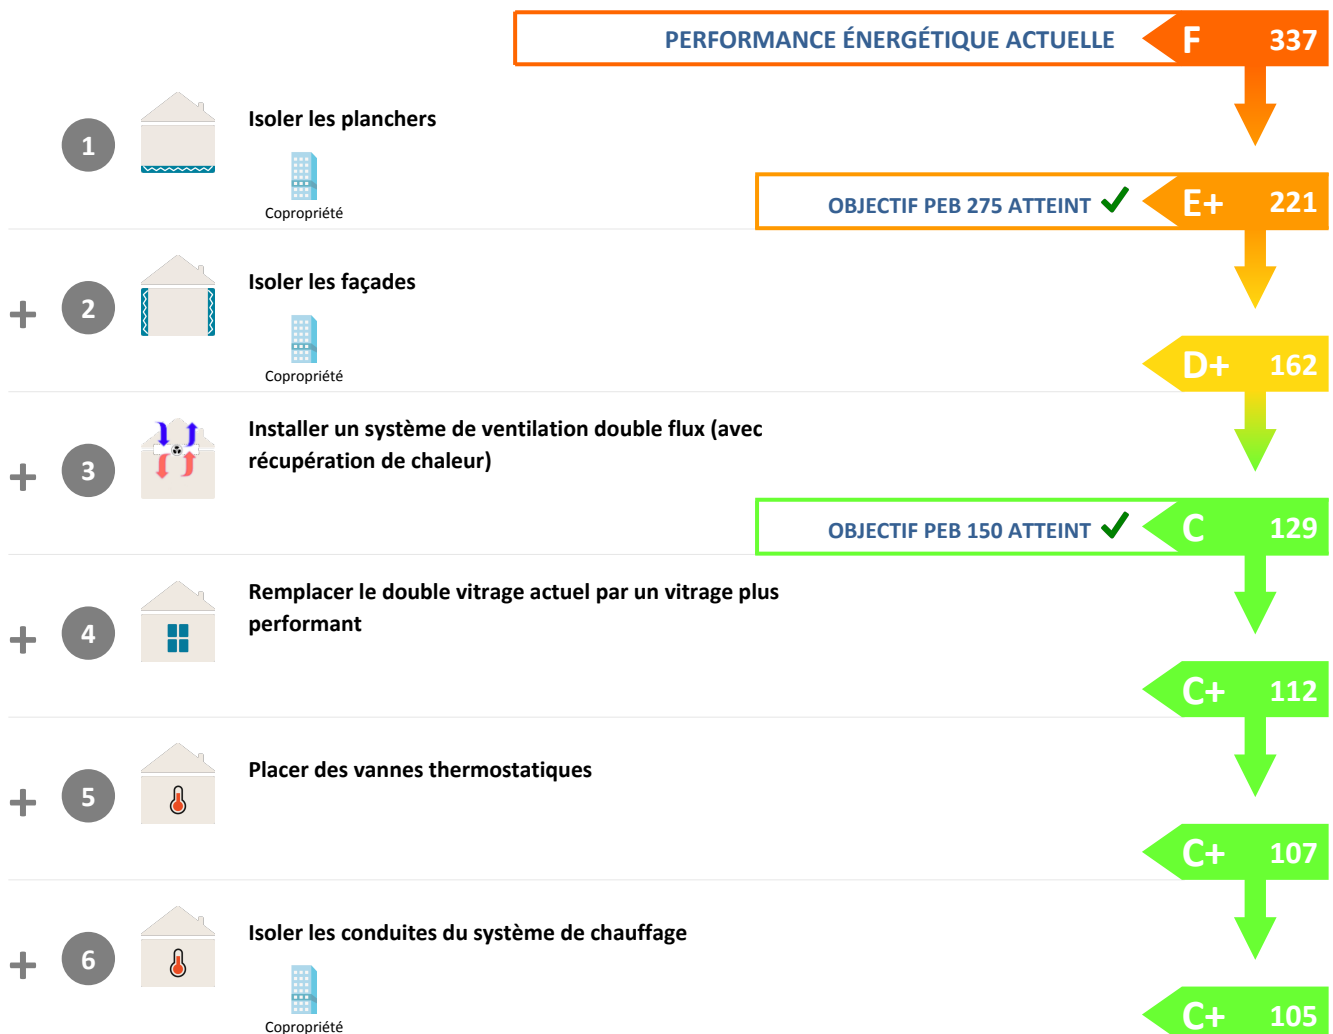 PERFORMANCE ÉNERGÉTIQUE ACTUELLE F 337
1 Isoler les planchers
Copropriété
OBJECTIF PEB 275 ATTEINT E+ 221
+ 2 Isoler les façades
Copropriété
D+ 162
+ 3 Installer un système de ventilation double flux (avec
récupération de chaleur)
OBJECTIF PEB 150 ATTEINT C 129
+ 4 Remplacer le double vitrage actuel par un vitrage plus
performant
C+ 112
+ 5 Placer des vannes thermostatiques
C+ 107
+ 6 Isoler les conduites du système de chauffage
Copropriété
C+ 105